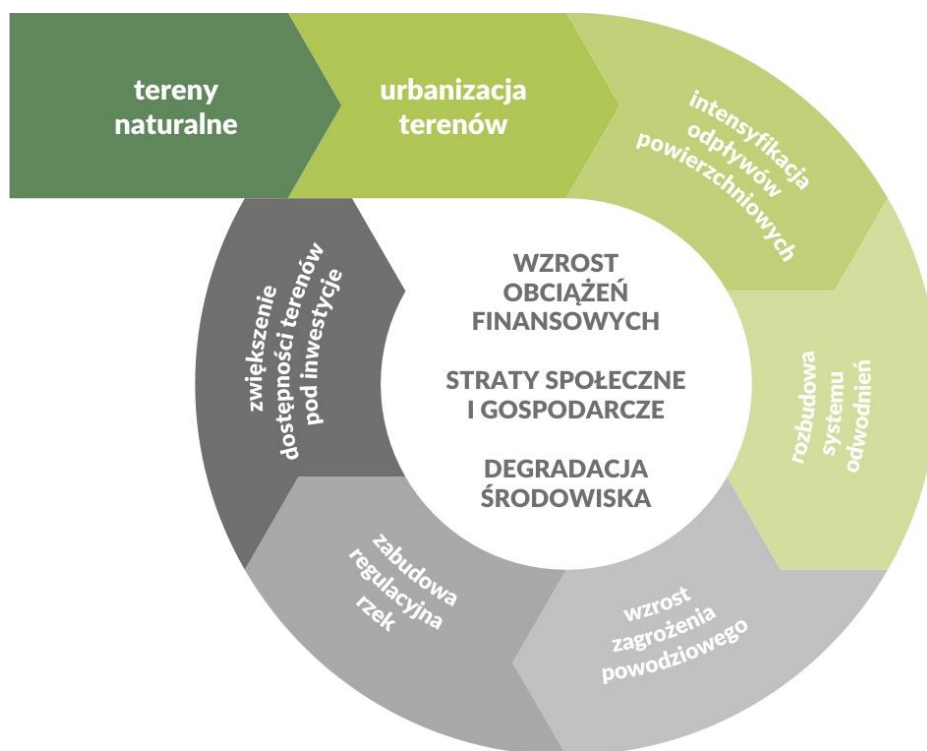 tereny
naturalne
urbanizacja
terenów
intensyfikacja
odpływów
powierzchniowych
rozbudowa
systemu
odwodnień
wzrost
zagrożenia
powodziowego
zabudowa
regulacyjna
rzek
zwiększenie
dostępności terenów
pod inwestycje
WZROST
OBCIĄŻEŃ
FINANSOWYCH
STRATY SPOŁECZNE
I GOSPODARCZE
DEGRADACJA
ŚRODOWISKA